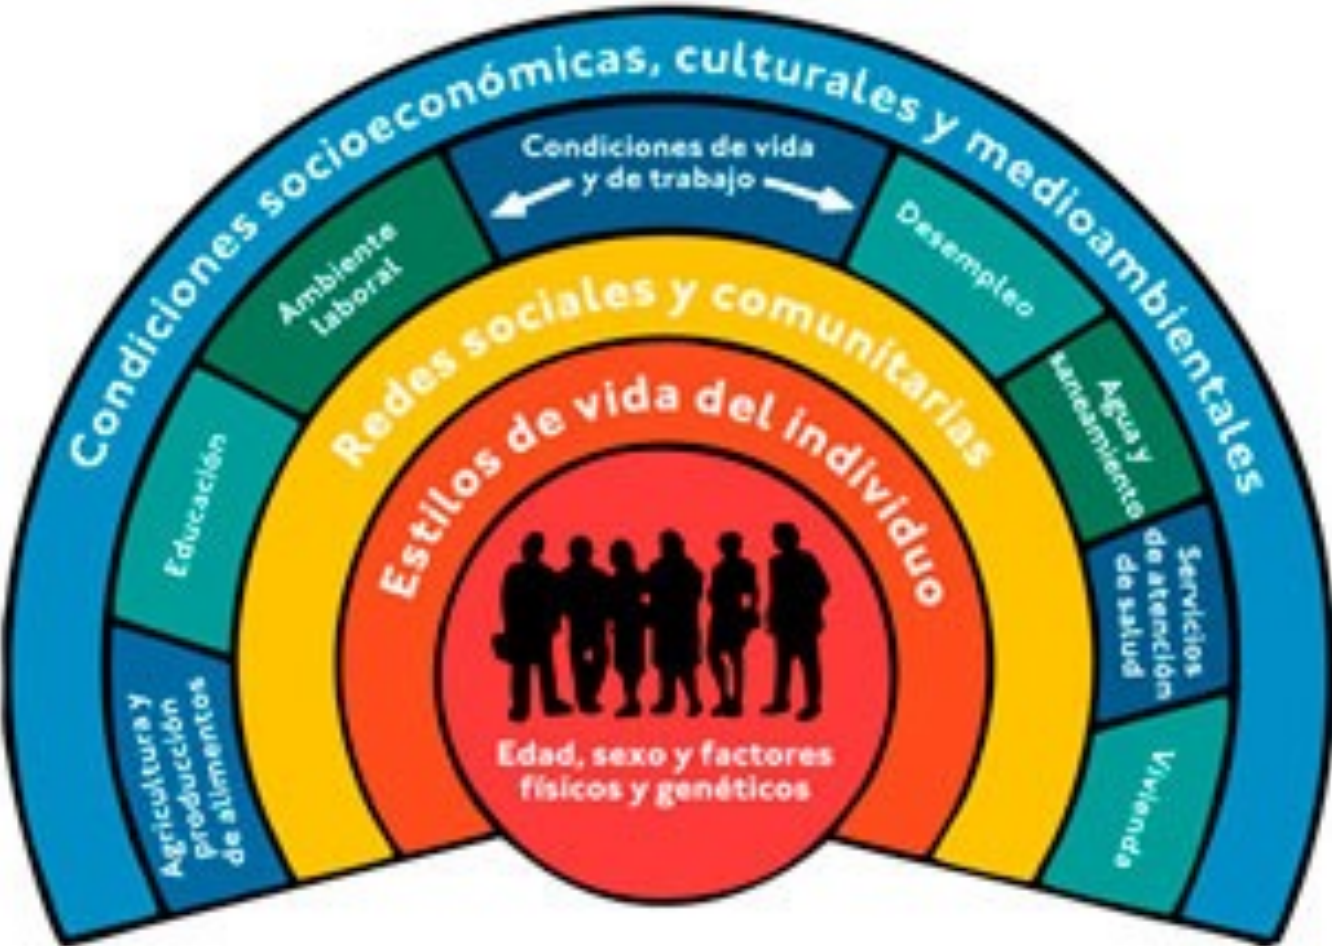 Condiciones socioeconómicas, culturales y medioambientales
Condiciones de vida
y de trabajo
Agricultura y
producción
de alimentos
Educación
Ambiente
laboral
Desempleo
Agua y
saneamiento
Servicios
de atención
de salud
Vivienda
Redes sociales y comunitarias
Estilos de vida del individuo
Edad, sexo y factores
físicos y genéticos